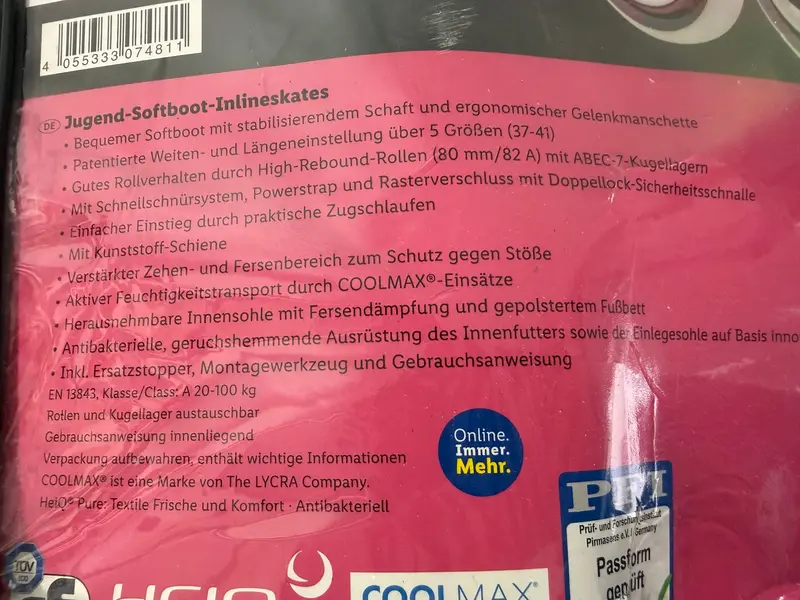 4 055333 074811
DE Jugend-Softboot-Inlineskates
• Bequemer Softboot mit stabilisierendem Schaft und ergonomischer Gelenkmanschette
• Patentierte Weiten- und Längeneinstellung über 5 Größen (37-41)
• Gutes Rollverhalten durch High-Rebound-Rollen (80 mm/82 A) mit ABEC-7-Kugellagern
• Mit Schnellschnürsystem, Powerstrap und Rasterverschluss mit Doppellock-Sicherheitsschnalle
• Einfacher Einstieg durch praktische Zugschlaufen
• Mit Kunststoff-Schiene
• Verstärkter Zehen- und Fersenbereich zum Schutz gegen Stöße
• Aktiver Feuchtigkeitstransport durch COOLMAX®-Einsätze
• Herausnehmbare Innensohle mit Fersendämpfung und gepolstertem Fußbett
• Antibakterielle, geruchshemmende Ausrüstung des Innenfutters sowie der Einlegesohle auf Basis inno
• Inkl. Ersatzstopper, Montagewerkzeug und Gebrauchsanweisung
EN 13843, Klasse/Class: A 20-100 kg
Rollen und Kugellager austauschbar
Gebrauchsanweisung innenliegend
Verpackung aufbewahren, enthält wichtige Informationen
COOLMAX® ist eine Marke von The LYCRA Company.
HeiQ® Pure: Textile Frische und Komfort · Antibakteriell
Online.
Immer.
Mehr.
PFI
Prüf- und Forschungsinstitut
Pirmasens e.V. / Germany
Passform
geprüft
TÜV
HeiQ
COOLMAX®